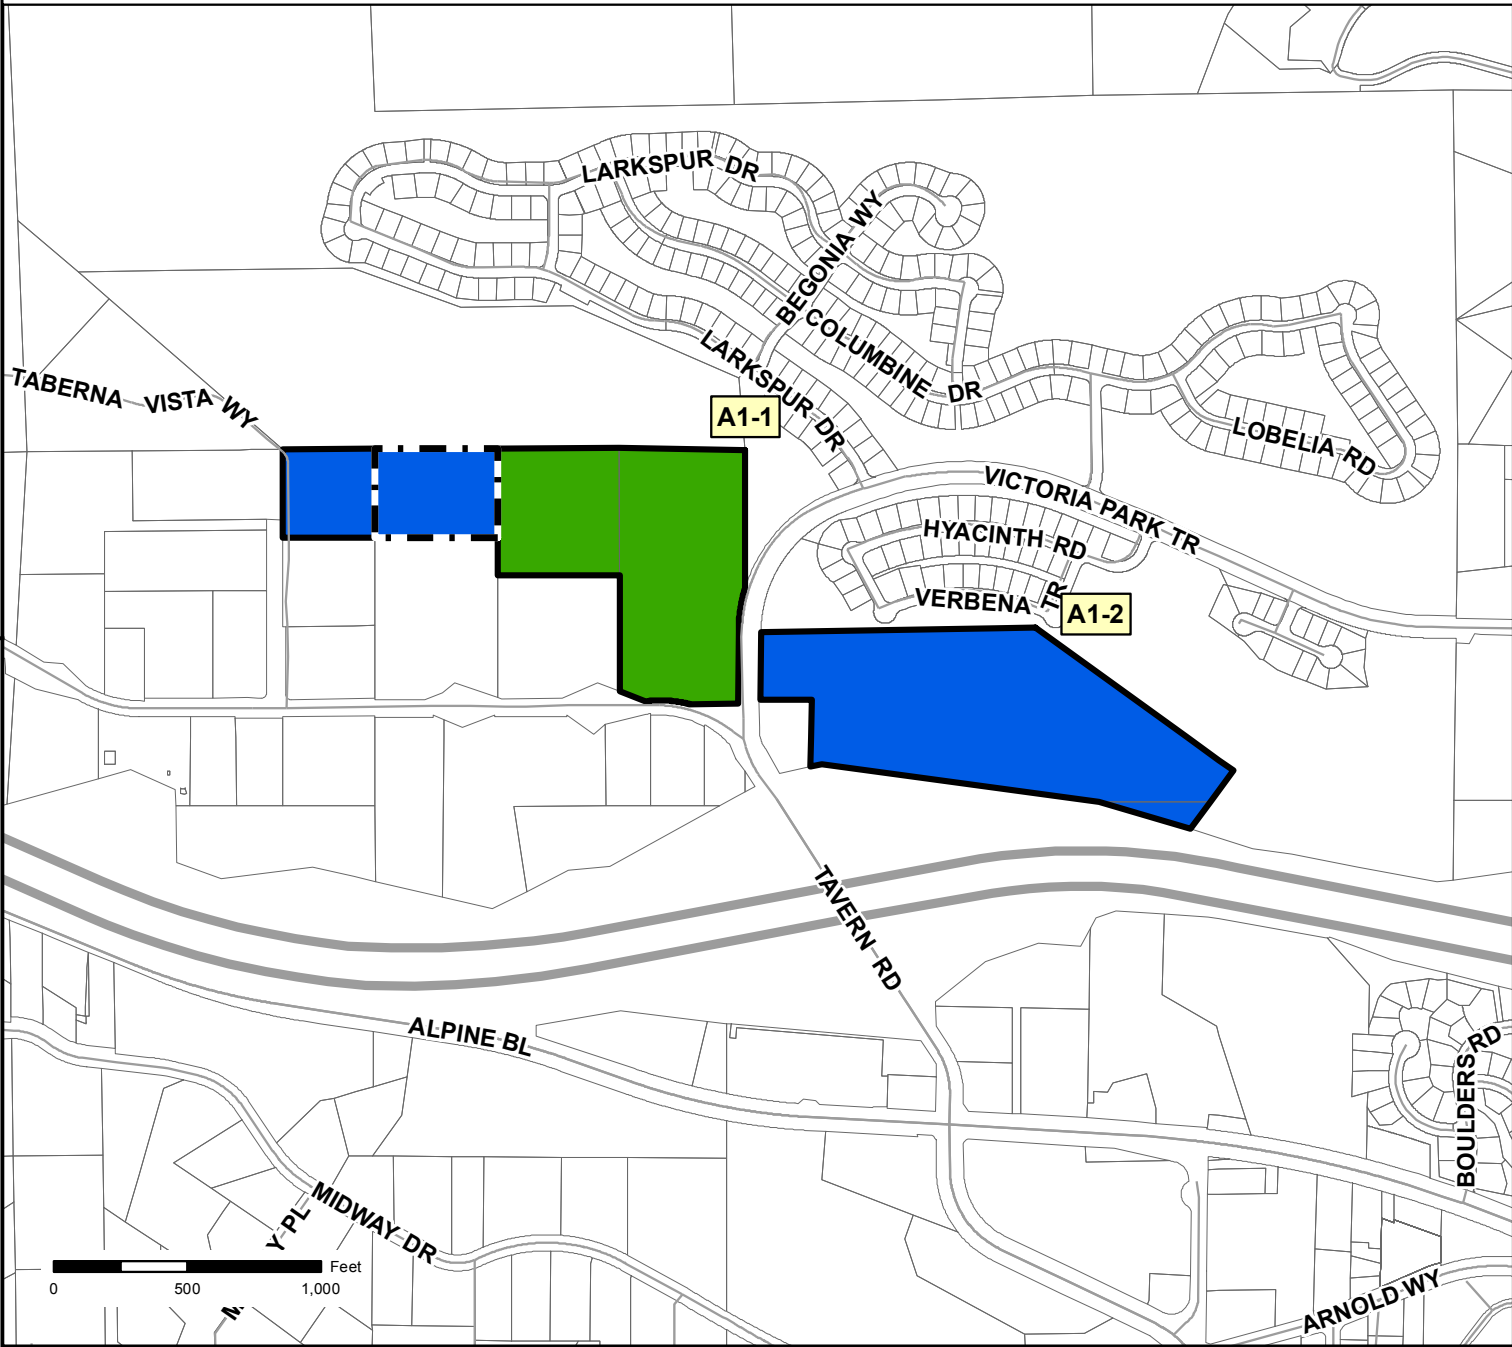 LARKSPUR DR
BEGONIA WY
COLUMBINE DR
LARKSPUR DR
TABERNA VISTA WY
A1-1
LOBELIA RD
VICTORIA PARK TR
HYACINTH RD
VERBENA TR
A1-2
TAVERN RD
ALPINE BL
BOULDERS RD
MIDWAY DR
Y PL
ARNOLD WY
Feet
0 500 1,000